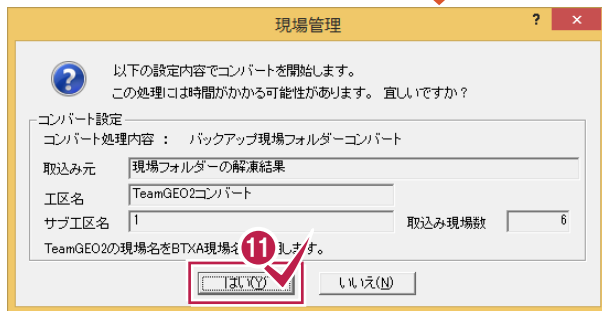 現場管理
? ×
以下の設定内容でコンバートを開始します。
この処理には時間がかかる可能性があります。 宜しいですか?
コンバート設定
コンバート処理内容 : バックアップ現場フォルダーコンバート
取込み元 現場フォルダーの解凍結果
工区名 TeamGEO2コンバート
サブ工区名 1 取込み現場数 6
TeamGEO2の現場名をBTXA現場名 します。
11
はい(Y) いいえ(N)